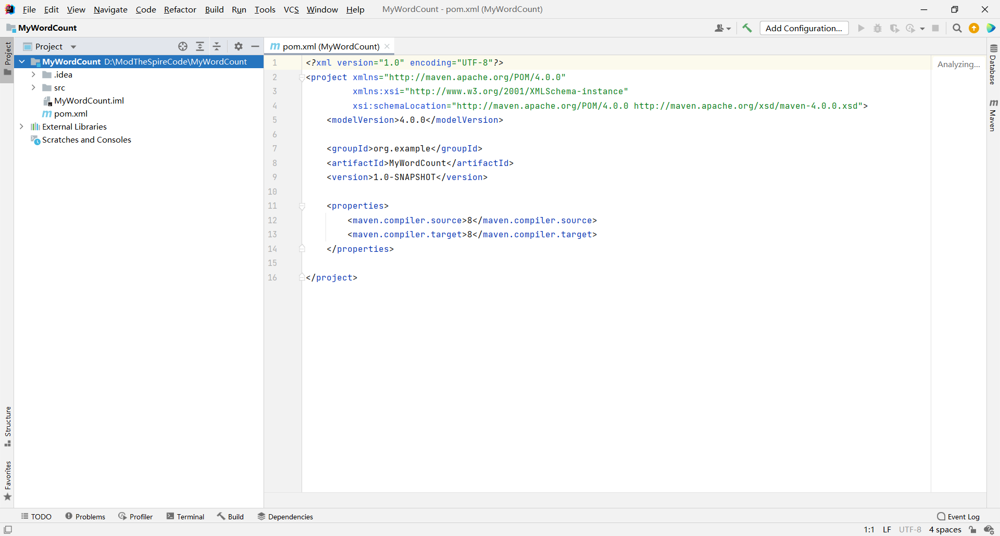 File Edit View Navigate Code Refactor Build Run Tools VCS Window Help MyWordCount - pom.xml (MyWordCount)
MyWordCount
Add Configuration...
Project
Project
pom.xml (MyWordCount)
MyWordCount D:\ModTheSpireCode\MyWordCount
.idea
src
MyWordCount.iml
pom.xml
External Libraries
Scratches and Consoles
1 <?xml version="1.0" encoding="UTF-8"?>
2 <project xmlns="http://maven.apache.org/POM/4.0.0"
3 xmlns:xsi="http://www.w3.org/2001/XMLSchema-instance"
4 xsi:schemaLocation="http://maven.apache.org/POM/4.0.0 http://maven.apache.org/xsd/maven-4.0.0.xsd">
5 <modelVersion>4.0.0</modelVersion>
6
7 <groupId>org.example</groupId>
8 <artifactId>MyWordCount</artifactId>
9 <version>1.0-SNAPSHOT</version>
10
11 <properties>
12 <maven.compiler.source>8</maven.compiler.source>
13 <maven.compiler.target>8</maven.compiler.target>
14 </properties>
15
16 </project>
Analyzing...
Database
Maven
Structure
Favorites
TODO Problems Profiler Terminal Build Dependencies Event Log
1:1 LF UTF-8 4 spaces